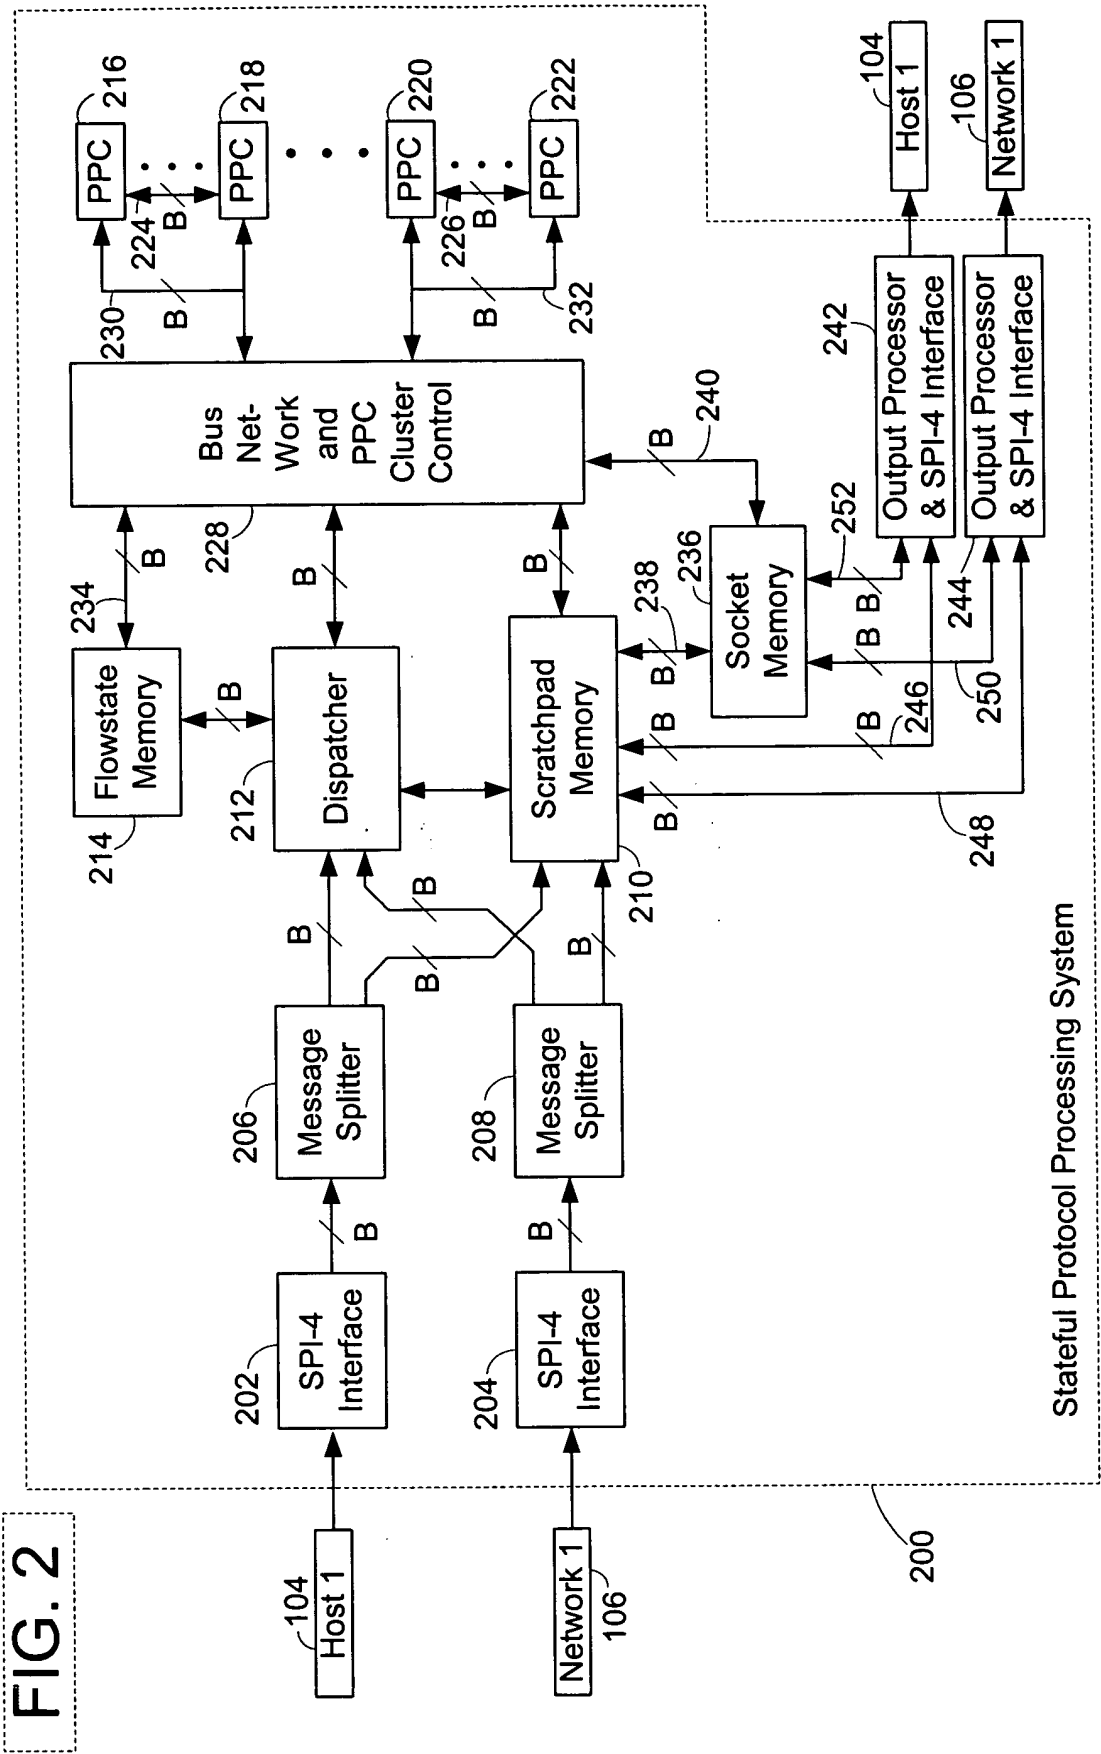 FIG. 2
104
Host 1
Network 1
106
202
SPI-4
Interface
204
SPI-4
Interface
B
B
206
Message
Splitter
208
Message
Splitter
B
B
B
B
214
Flowstate
Memory
212
Dispatcher
Scratchpad
Memory
210
B
234
B
B
B
B
238
B
B
B
B
B
B
236
Socket
Memory
246
250
248
252
B
240
228
Bus
Net-
Work
and
PPC
Cluster
Control
230
B
224
B
B
232
226
B
PPC
216
PPC
218
PPC
220
PPC
222
242
Output Processor
& SPI-4 Interface
244
Output Processor
& SPI-4 Interface
104
Host 1
106
Network 1
200
Stateful Protocol Processing System